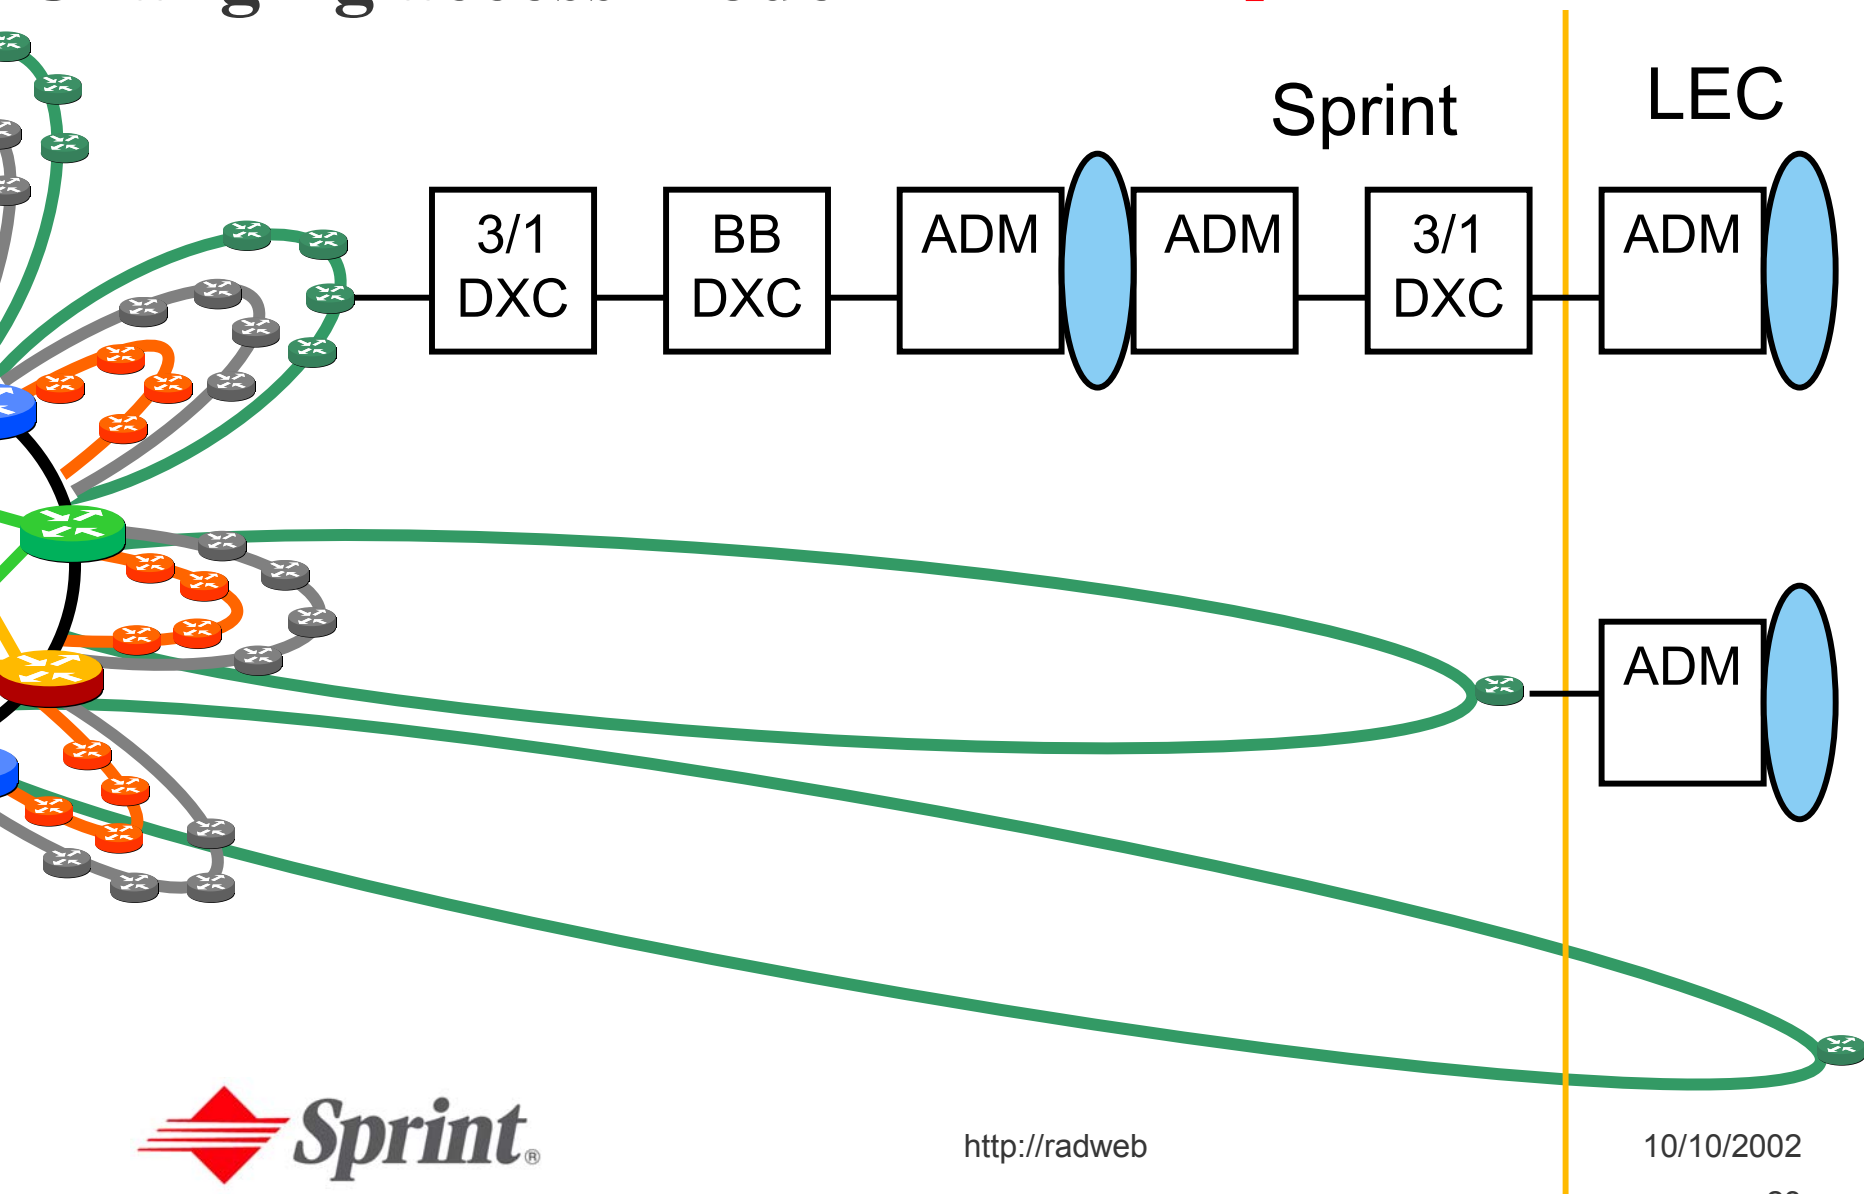 Sprint
LEC
3/1
DXC
BB
DXC
ADM
ADM
3/1
DXC
ADM
ADM
Sprint®
http://radweb
10/10/2002